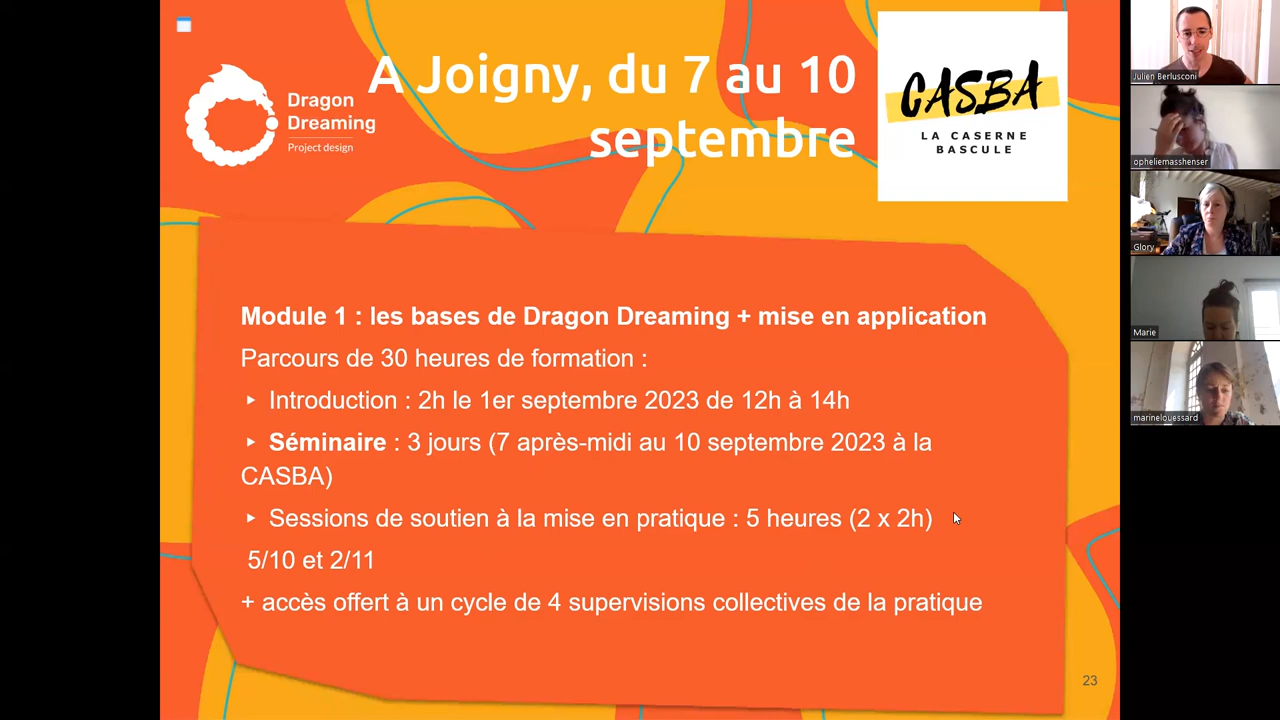 A Joigny, du 7 au 10
septembre
Dragon
Dreaming
Project design
CASBA
LA CASERNE
BASCULE
Module 1 : les bases de Dragon Dreaming + mise en application
Parcours de 30 heures de formation :
‣ Introduction : 2h le 1er septembre 2023 de 12h à 14h
‣ Séminaire : 3 jours (7 après-midi au 10 septembre 2023 à la
CASBA)
‣ Sessions de soutien à la mise en pratique : 5 heures (2 x 2h)
5/10 et 2/11
+ accès offert à un cycle de 4 supervisions collectives de la pratique
23
Julien Berlusconi
opheliemasshenser
Glory
Marie
marinelouessard